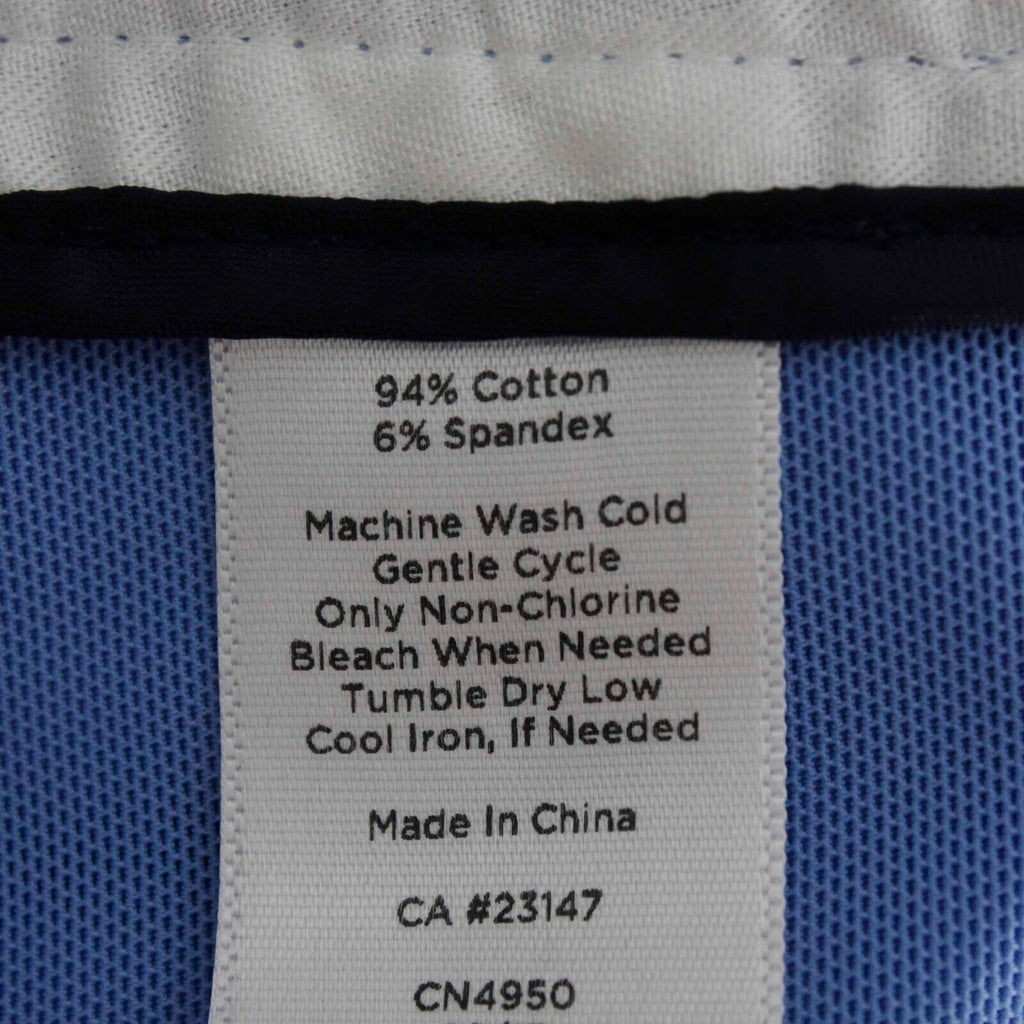 94% Cotton
6% Spandex
Machine Wash Cold
Gentle Cycle
Only Non-Chlorine
Bleach When Needed
Tumble Dry Low
Cool Iron, If Needed
Made In China
CA #23147
CN4950